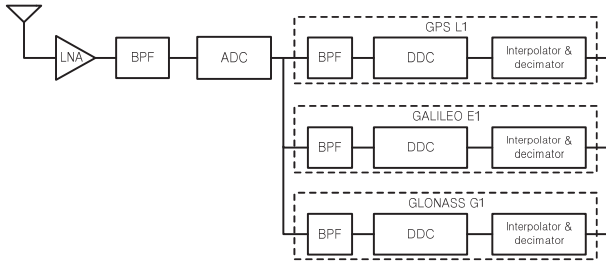 GPS L1
LNA
BPF
ADC
BPF
DDC
Interpolator &
decimator
GALILEO E1
BPF
DDC
Interpolator &
decimator
GLONASS G1
BPF
DDC
Interpolator &
decimator